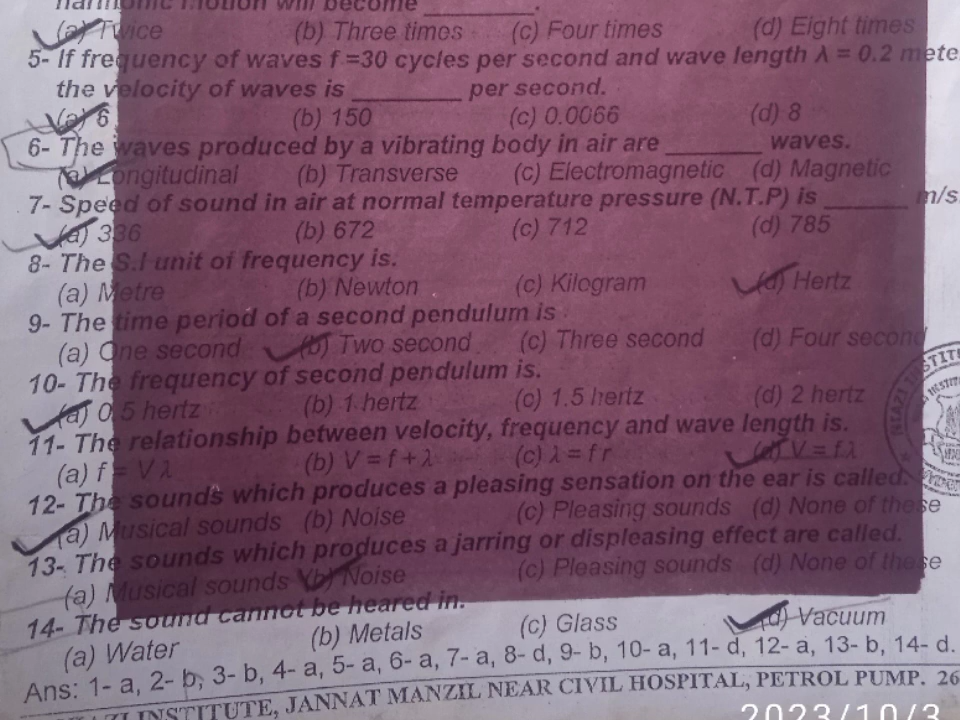 harmonic motion will become ________.
(a) Twice (b) Three times (c) Four times (d) Eight times
5- If frequency of waves f =30 cycles per second and wave length λ = 0.2 mete
the velocity of waves is ________ per second.
(a) 6 (b) 150 (c) 0.0066 (d) 8
6- The waves produced by a vibrating body in air are ________ waves.
(a) Longitudinal (b) Transverse (c) Electromagnetic (d) Magnetic
7- Speed of sound in air at normal temperature pressure (N.T.P) is ________ m/s.
(a) 336 (b) 672 (c) 712 (d) 785
8- The S.I unit of frequency is.
(a) Metre (b) Newton (c) Kilogram (d) Hertz
9- The time period of a second pendulum is
(a) One second (b) Two second (c) Three second (d) Four second
10- The frequency of second pendulum is.
(a) 0.5 hertz (b) 1 hertz (c) 1.5 hertz (d) 2 hertz
11- The relationship between velocity, frequency and wave length is.
(a) f = V λ (b) V = f + λ (c) λ = f r (d) V = f λ
12- The sounds which produces a pleasing sensation on the ear is called.
(a) Musical sounds (b) Noise (c) Pleasing sounds (d) None of these
13- The sounds which produces a jarring or displeasing effect are called.
(a) Musical sounds (b) Noise (c) Pleasing sounds (d) None of these
14- The sound cannot be heared in.
(a) Water (b) Metals (c) Glass (d) Vacuum
Ans: 1- a, 2- b, 3- b, 4- a, 5- a, 6- a, 7- a, 8- d, 9- b, 10- a, 11- d, 12- a, 13- b, 14- d.
INSTITUTE, JANNAT MANZIL NEAR CIVIL HOSPITAL, PETROL PUMP. 26
2023/10/3